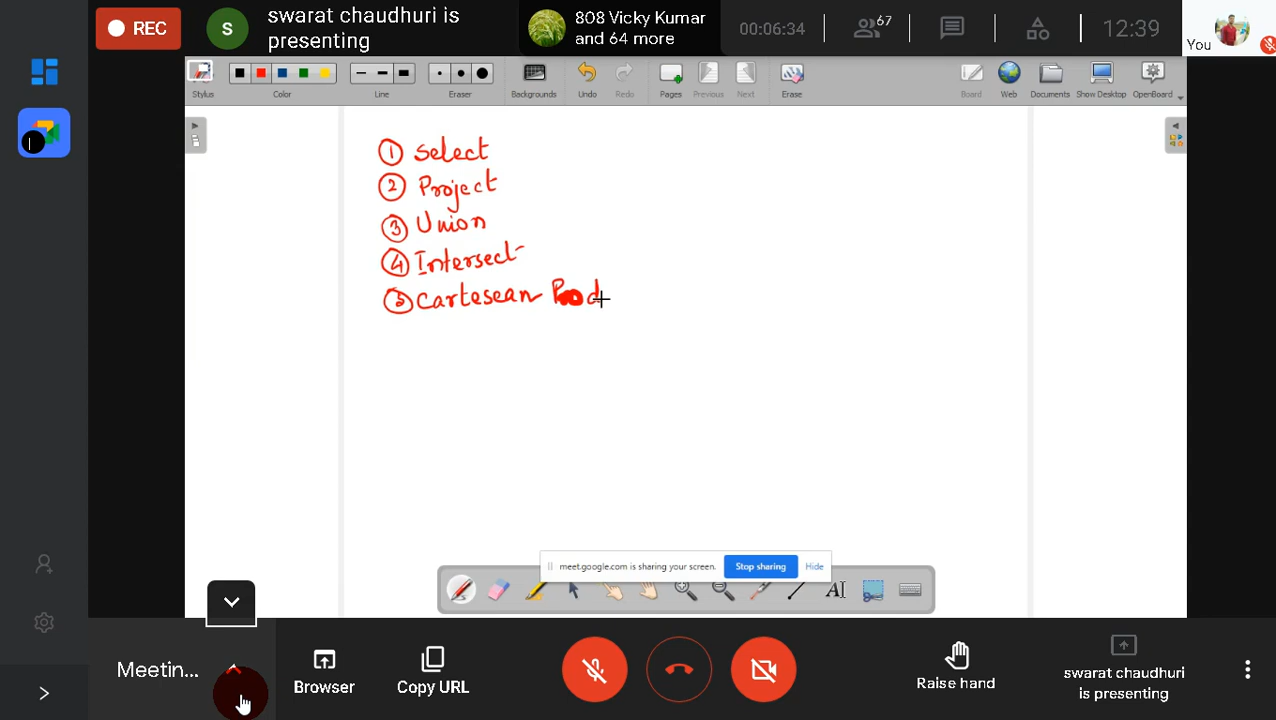 REC
S
swarat chaudhuri is
presenting
808 Vicky Kumar
and 64 more
00:06:34
67
12:39
You
Stylus
Color
Line
Eraser
Backgrounds
Undo
Redo
Pages
Previous
Next
Erase
Board
Web
Documents
Show Desktop
OpenBoard
① Select
② Project
③ Union
④ Intersect
⑤ Cartesean
meet.google.com is sharing your screen.
Stop sharing
Hide
AI
Meetin...
Browser
Copy URL
Raise hand
swarat chaudhuri
is presenting